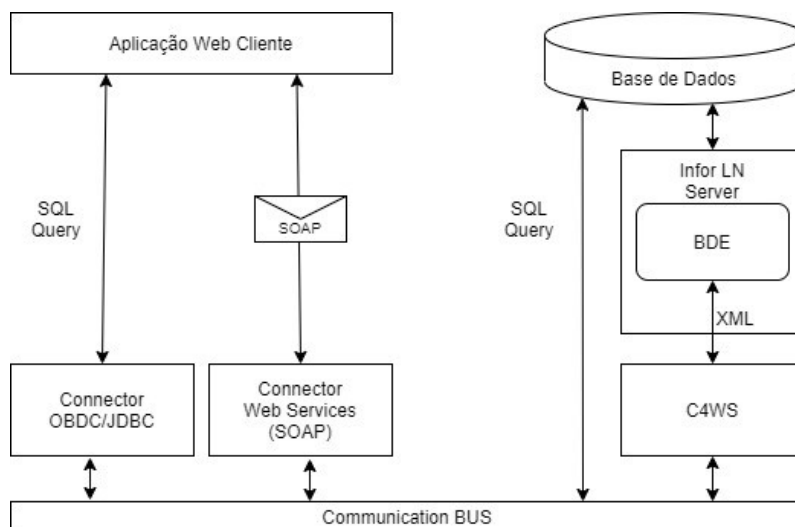 Aplicação Web Cliente
Base de Dados
SQL
Query
SOAP
SQL
Query
Infor LN
Server
BDE
XML
Connector
OBDC/JDBC
Connector
Web Services
(SOAP)
C4WS
Communication BUS